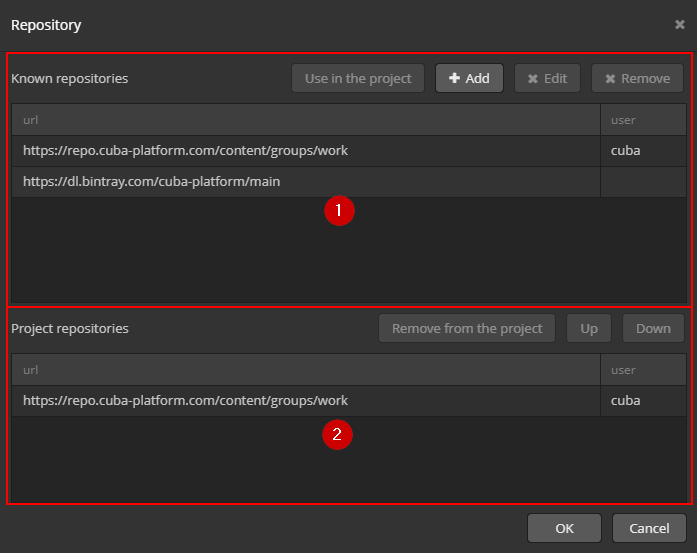 Repository
Known repositories Use in the project Add Edit Remove
url user
https://repo.cuba-platform.com/content/groups/work cuba
https://dl.bintray.com/cuba-platform/main
1
Project repositories Remove from the project Up Down
url user
https://repo.cuba-platform.com/content/groups/work cuba
2
OK Cancel